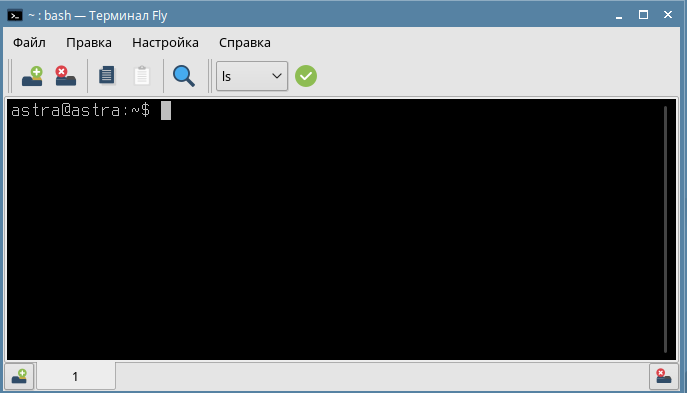 ~ : bash — Терминал Fly
Файл Правка Настройка Справка
ls
astra@astra:~$
1